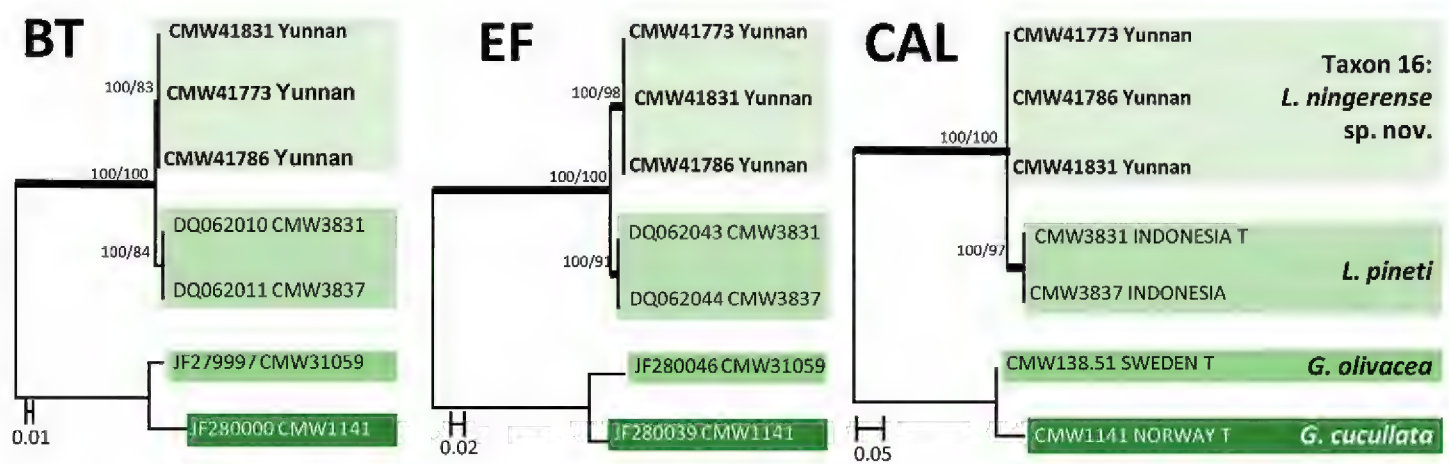 BT
CMW41831 Yunnan
100/83
CMW41773 Yunnan
CMW41786 Yunnan
100/100
DQ062010 CMW3831
100/84
DQ062011 CMW3837
JF279997 CMW31059
JF280000 CMW1141
0.01
EF
CMW41773 Yunnan
100/98
CMW41831 Yunnan
CMW41786 Yunnan
100/100
DQ062043 CMW3831
100/91
DQ062044 CMW3837
JF280046 CMW31059
JF280039 CMW1141
0.02
CAL
CMW41773 Yunnan
CMW41786 Yunnan
100/100
CMW41831 Yunnan
Taxon 16:
L. ningerense
sp. nov.
CMW3831 INDONESIA T
100/97
L. pineti
CMW3837 INDONESIA
CMW138.51 SWEDEN T
G. olivacea
CMW1141 NORWAY T
G. cucullata
0.05